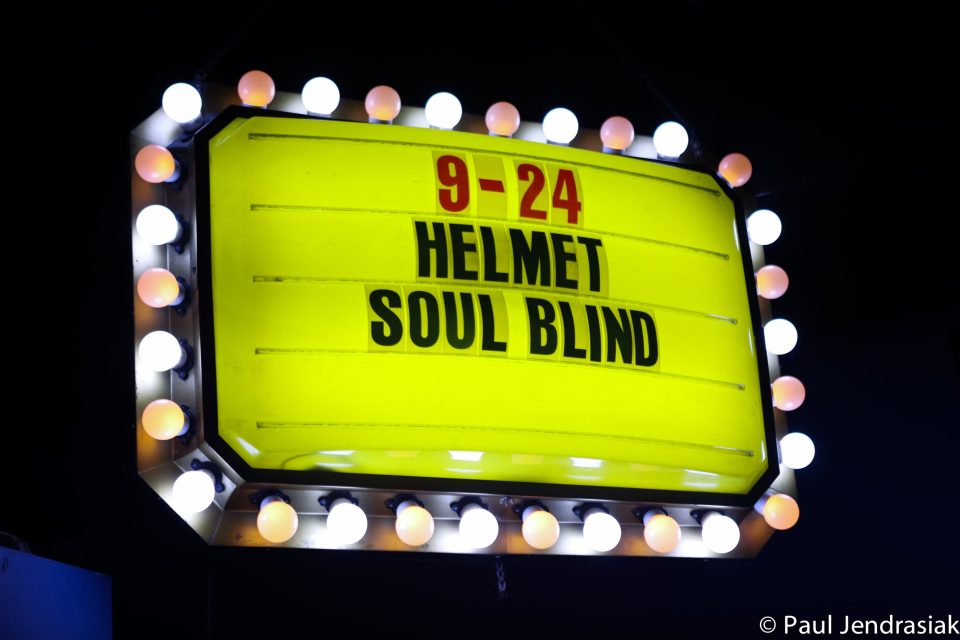 9-24
HELMET
SOUL BLIND
© Paul Jendrasiak